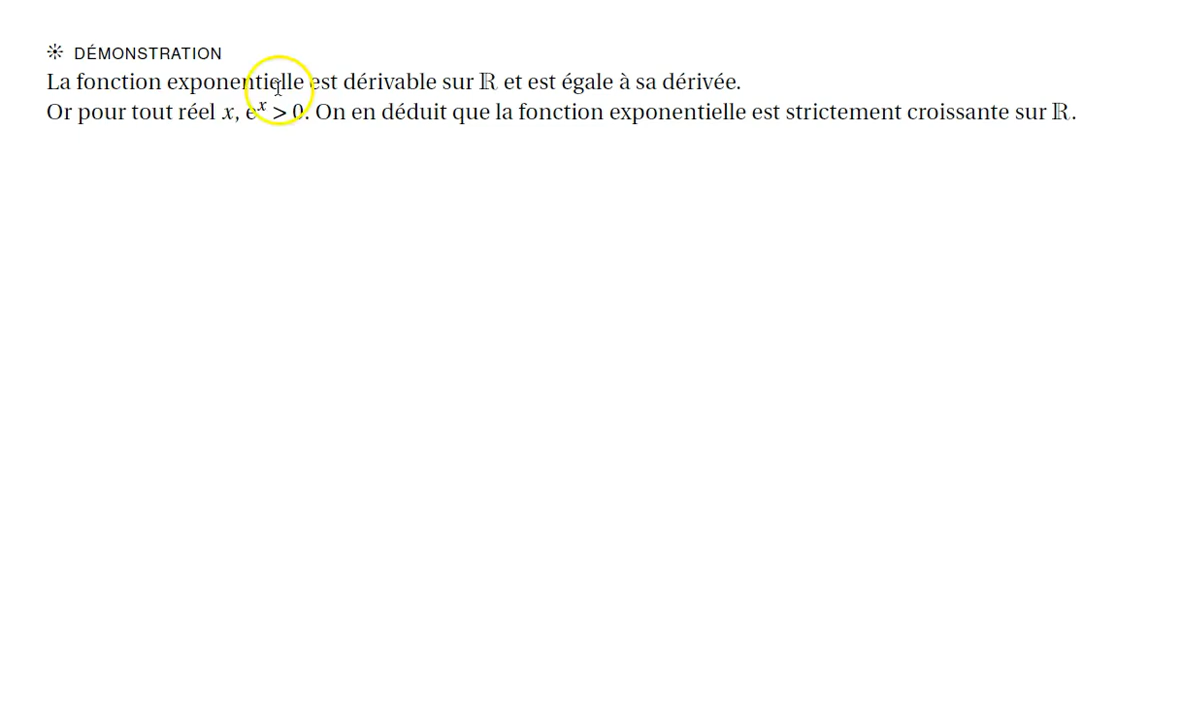 ☼ DÉMONSTRATION
La fonction exponentielle est dérivable sur ℝ et est égale à sa dérivée.
Or pour tout réel x, eˣ > 0. On en déduit que la fonction exponentielle est strictement croissante sur ℝ.